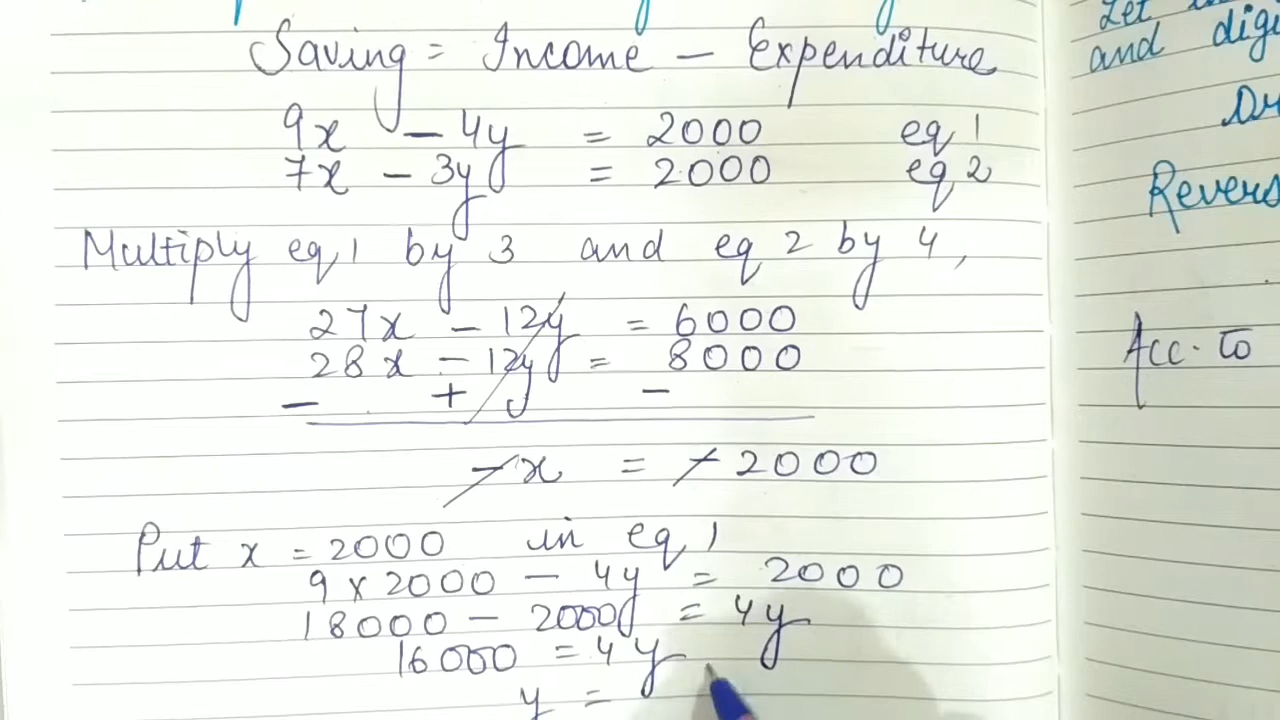 Saving = Income - Expenditure
9x - 4y = 2000 eq 1
7x - 3y = 2000 eq 2
Multiply eq 1 by 3 and eq 2 by 4,
27x - 12y = 6000
28x - 12y = 8000
- + -
-x = -2000
Put x = 2000 in eq 1
9 x 2000 - 4y = 2000
18000 - 2000 = 4y
16000 = 4y
y =
Let
and digi
Revers
Acc. to